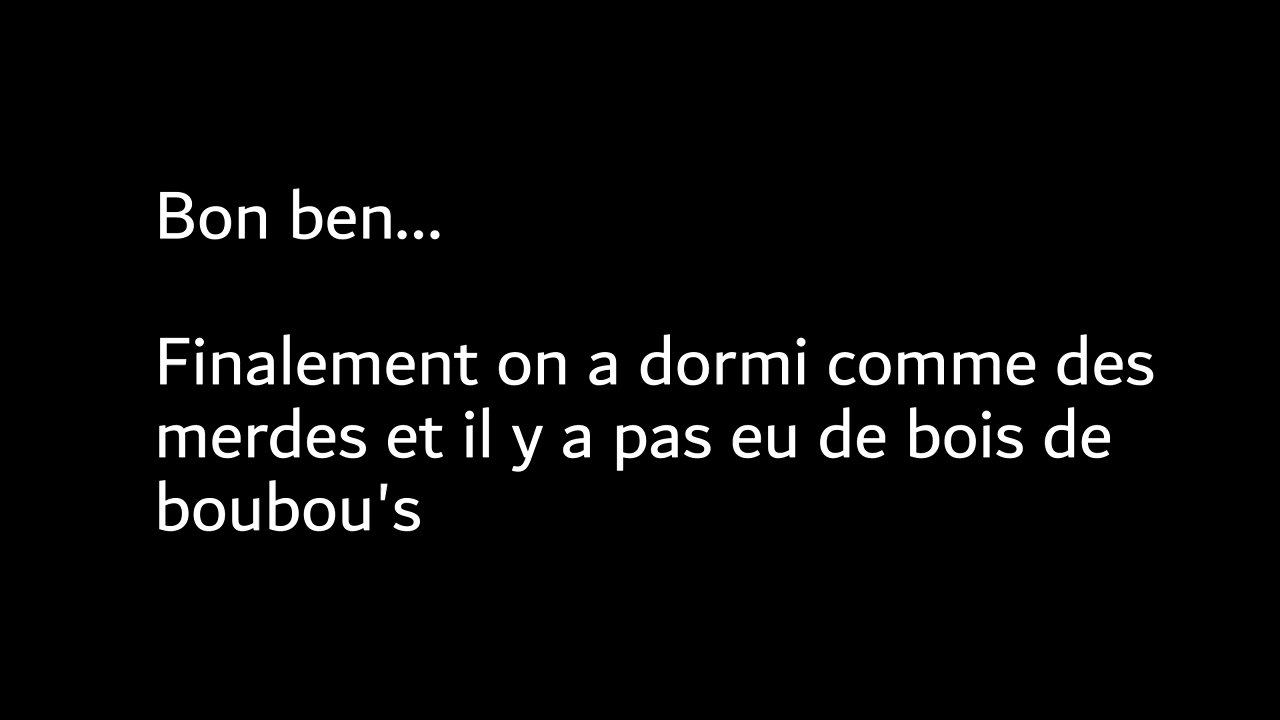 Bon ben...
Finalement on a dormi comme des
merdes et il y a pas eu de bois de
boubou's